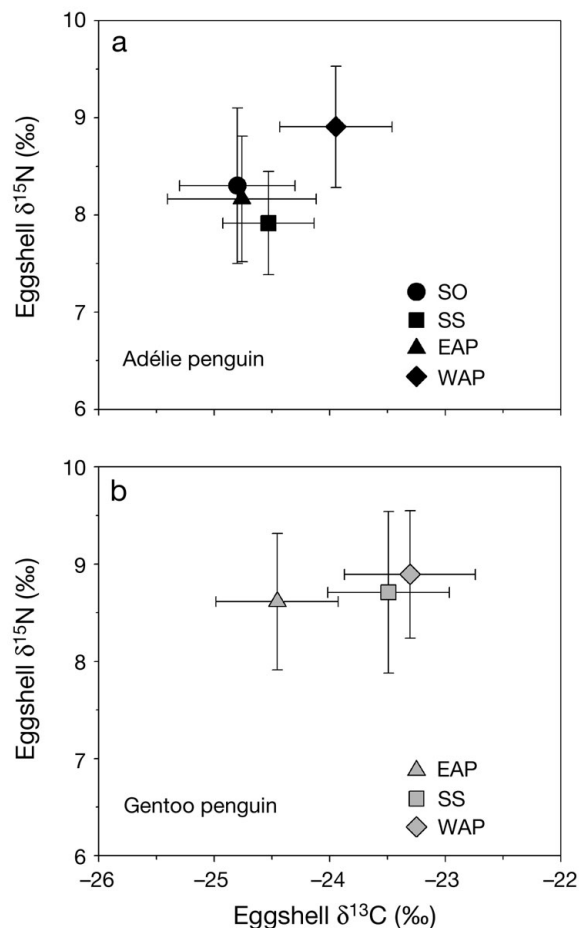 a
10
9
8
7
6
Eggshell δ¹⁵N (‰)
SO
SS
EAP
WAP
Adélie penguin
b
10
9
8
7
6
Eggshell δ¹⁵N (‰)
EAP
SS
WAP
Gentoo penguin
–26 –25 –24 –23 –22
Eggshell δ¹³C (‰)